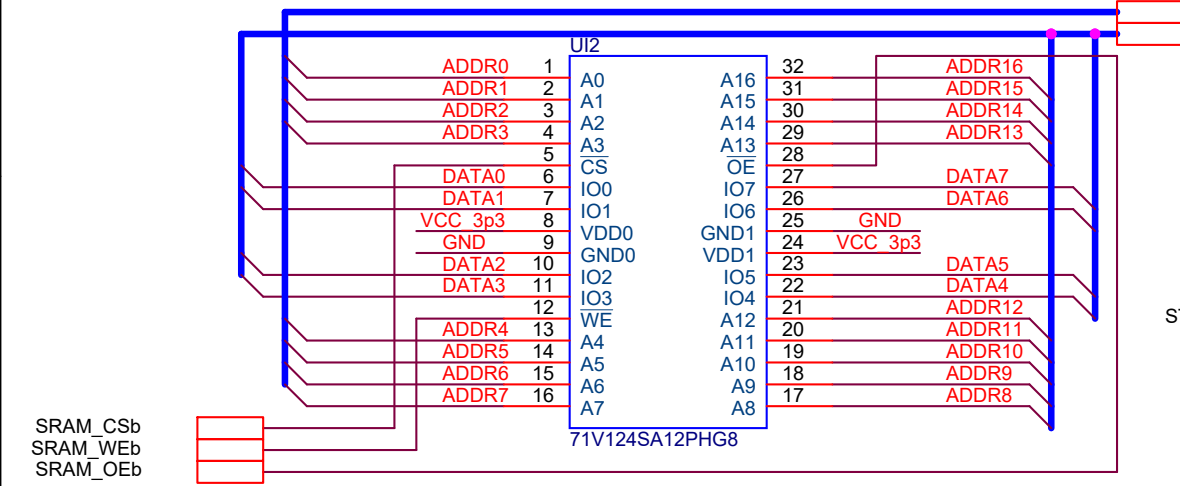 UI2
ADDR0 1 A0 A16 32 ADDR16
ADDR1 2 A1 A15 31 ADDR15
ADDR2 3 A2 A14 30 ADDR14
ADDR3 4 A3 A13 29 ADDR13
5 CS OE 28
DATA0 6 IO0 IO7 27 DATA7
DATA1 7 IO1 IO6 26 DATA6
VCC_3p3 8 VDD0 GND1 25 GND
GND 9 GND0 VDD1 24 VCC_3p3
DATA2 10 IO2 IO5 23 DATA5
DATA3 11 IO3 IO4 22 DATA4
12 WE A12 21 ADDR12
ADDR4 13 A4 A11 20 ADDR11
ADDR5 14 A5 A10 19 ADDR10
ADDR6 15 A6 A9 18 ADDR9
ADDR7 16 A7 A8 17 ADDR8
71V124SA12PHG8
SRAM_CSb
SRAM_WEb
SRAM_OEb